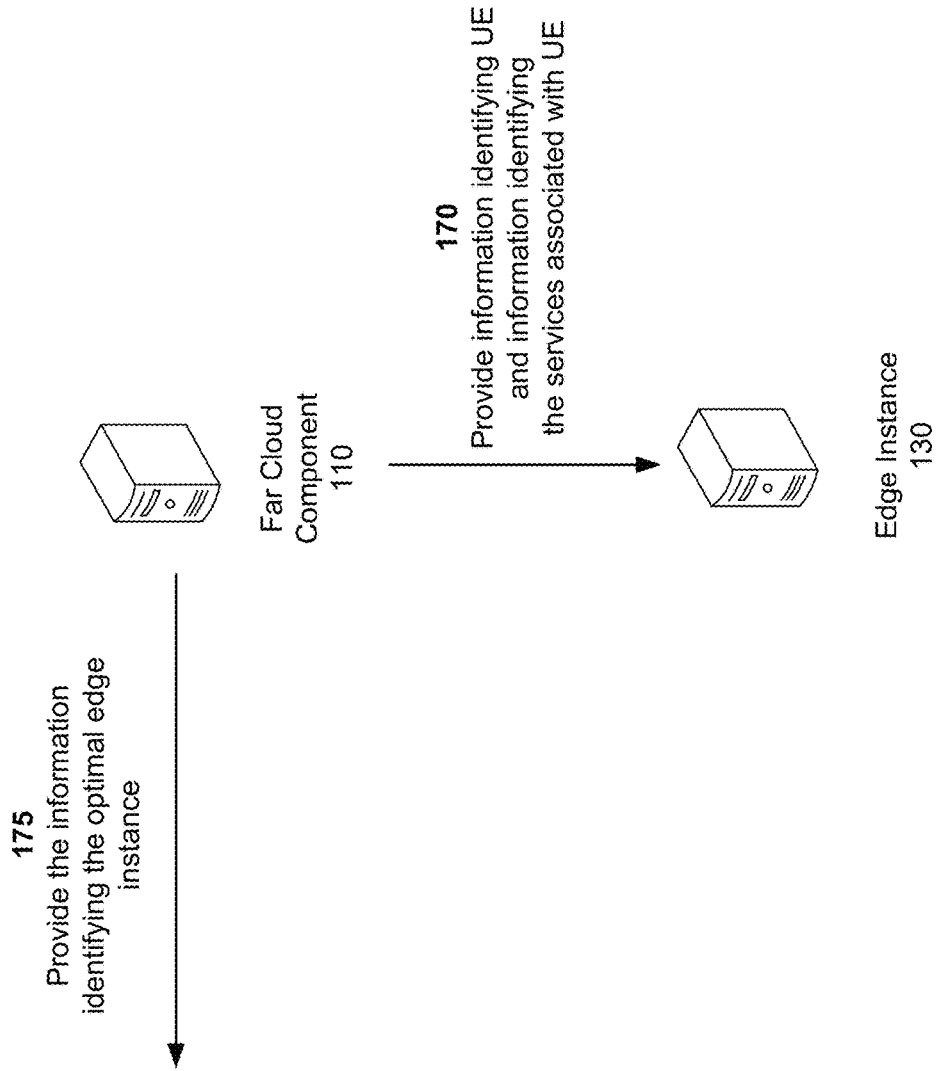 175
Provide the information
identifying the optimal edge
instance
Far Cloud
Component
110
170
Provide information identifying UE
and information identifying
the services associated with UE
Edge Instance
130